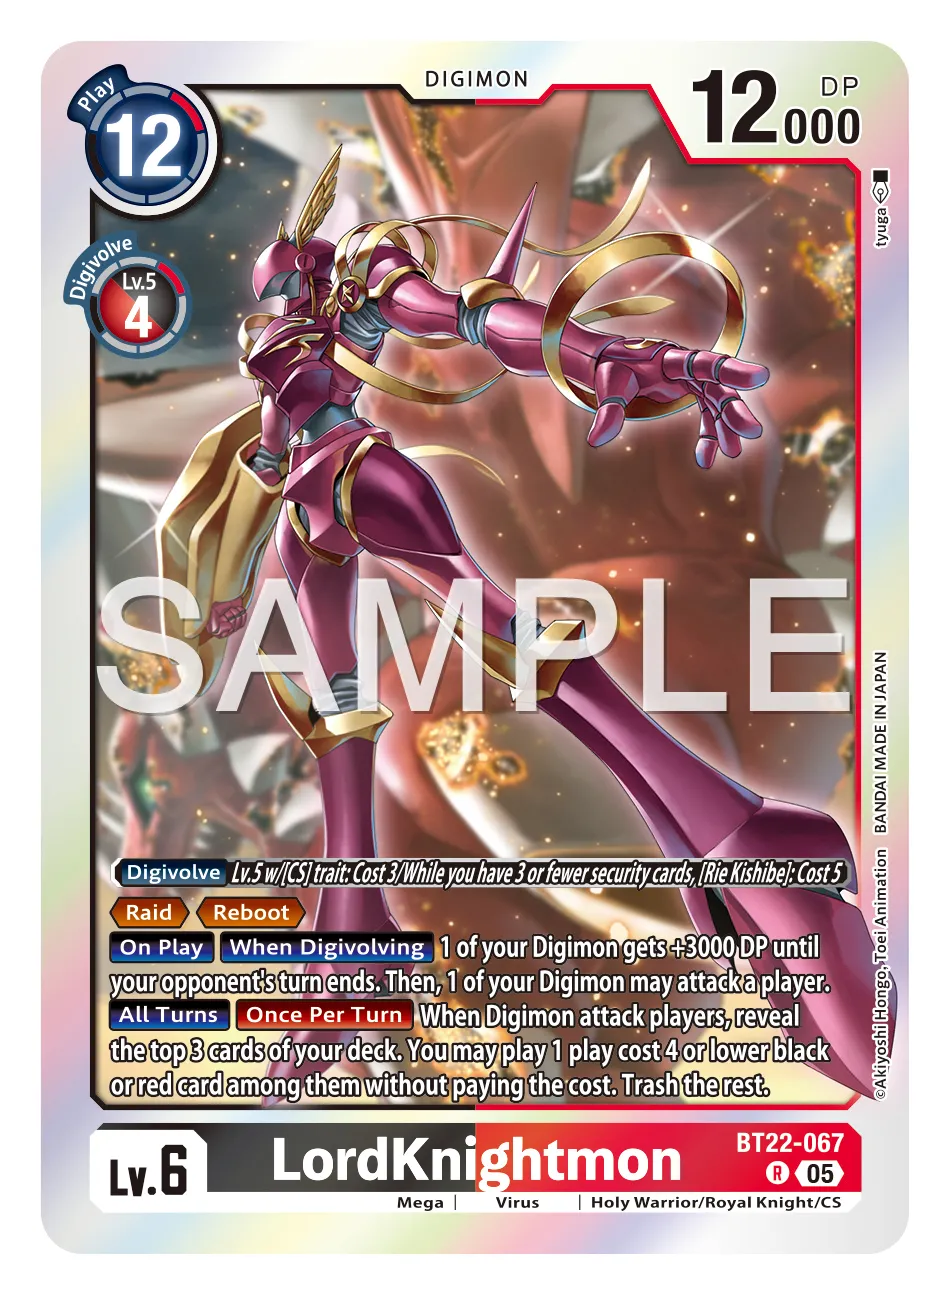 DIGIMON
Play
12
12000 DP
Digivolve
Lv.5
4
tyuga
SAMPLE
Digivolve Lv.5 w/[CS] trait: Cost 3/While you have 3 or fewer security cards, [Rie Kishibe]: Cost 5
Raid Reboot
On Play When Digivolving 1 of your Digimon gets +3000 DP until
your opponent's turn ends. Then, 1 of your Digimon may attack a player.
All Turns Once Per Turn When Digimon attack players, reveal
the top 3 cards of your deck. You may play 1 play cost 4 or lower black
or red card among them without paying the cost. Trash the rest.
©Akiyoshi Hongo, Toei Animation BANDAI MADE IN JAPAN
Lv.6
LordKnightmon
BT22-067
R 05
Mega | Virus | Holy Warrior/Royal Knight/CS